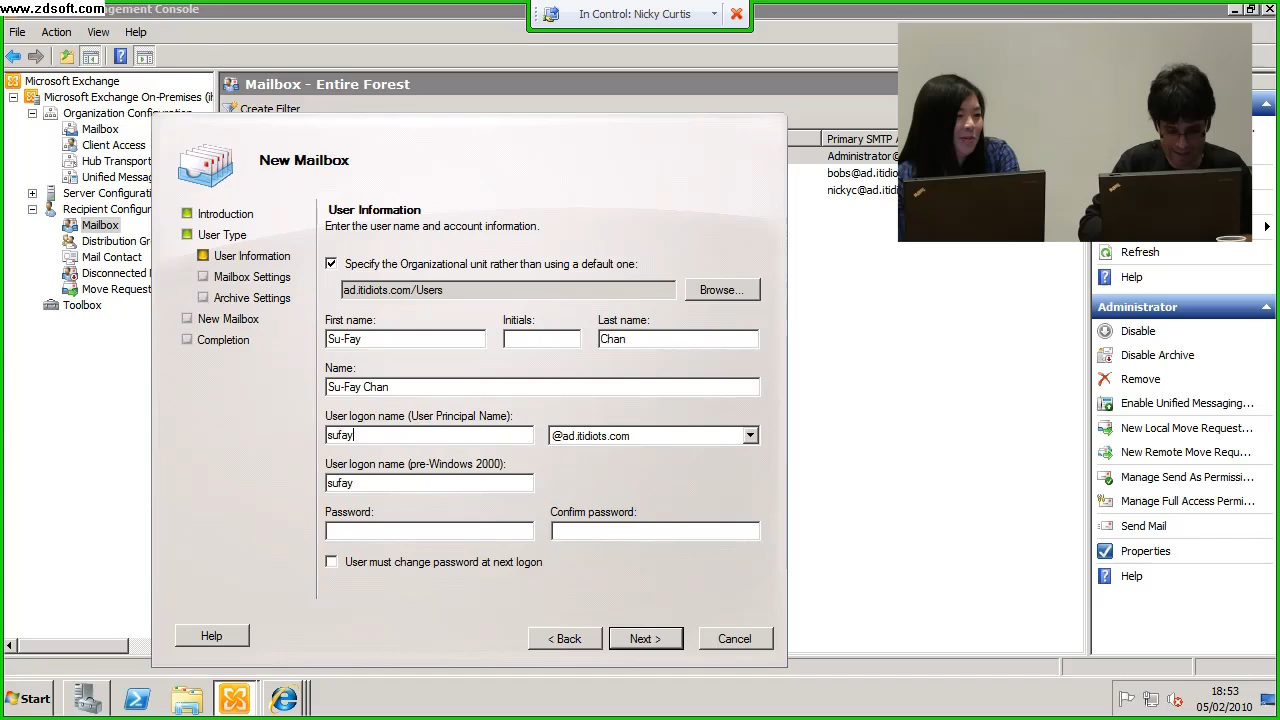 www.zdsoft.com
agement Console
In Control: Nicky Curtis
File Action View Help
Microsoft Exchange
Microsoft Exchange On-Premises (i
Organization Configuration
Mailbox
Client Access
Hub Transport
Unified Messag
Server Configurati
Recipient Configur
Mailbox
Distribution Gr
Mail Contact
Disconnected
Move Request
Toolbox
Mailbox - Entire Forest
Create Filter
Primary SMTP A
Administrator@
bobs@ad.itidiots
nickyc@ad.iti
New Mailbox
Introduction
User Type
User Information
Mailbox Settings
Archive Settings
New Mailbox
Completion
User Information
Enter the user name and account information.
Specify the Organizational unit rather than using a default one:
ad.itidiots.com/Users
Browse...
First name: Initials: Last name:
Su-Fay Chan
Name:
Su-Fay Chan
User logon name (User Principal Name):
sufay @ad.itidiots.com
User logon name (pre-Windows 2000):
sufay
Password: Confirm password:
User must change password at next logon
Help
< Back
Next >
Cancel
Refresh
Help
Administrator
Disable
Disable Archive
Remove
Enable Unified Messaging...
New Local Move Request...
New Remote Move Requ...
Manage Send As Permissi...
Manage Full Access Permi...
Send Mail
Properties
Help
Start
18:53
05/02/2010